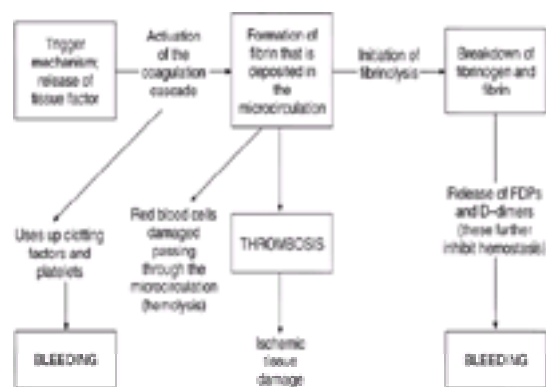 Trigger
mechanism;
release of
tissue factor
Activation
of the
coagulation
cascade
Formation of
fibrin that is
deposited in
the
microcirculation
Initiation of
fibrinolysis
Breakdown of
fibrinogen and
fibrin
Uses up clotting
factors and
platelets
Red blood cells
damaged
passing
through the
microcirculation
(hemolysis)
THROMBOSIS
Release of FDPs
and D-dimers
(these further
inhibit hemostasis)
BLEEDING
Ischemic
tissue
damage
BLEEDING